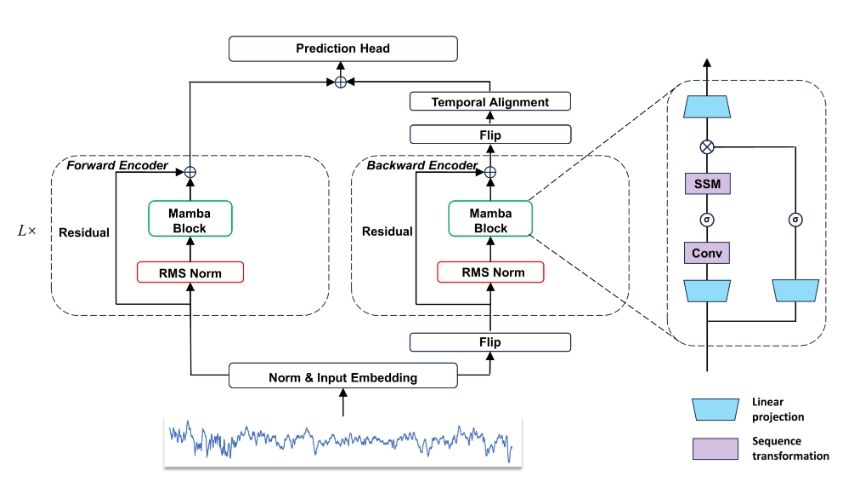 Prediction Head
Temporal Alignment
Flip
Forward Encoder
Backward Encoder
L×
Residual
Mamba
Block
RMS Norm
Residual
Mamba
Block
RMS Norm
Flip
Norm & Input Embedding
SSM
σ
σ
Conv
Linear
projection
Sequence
transformation